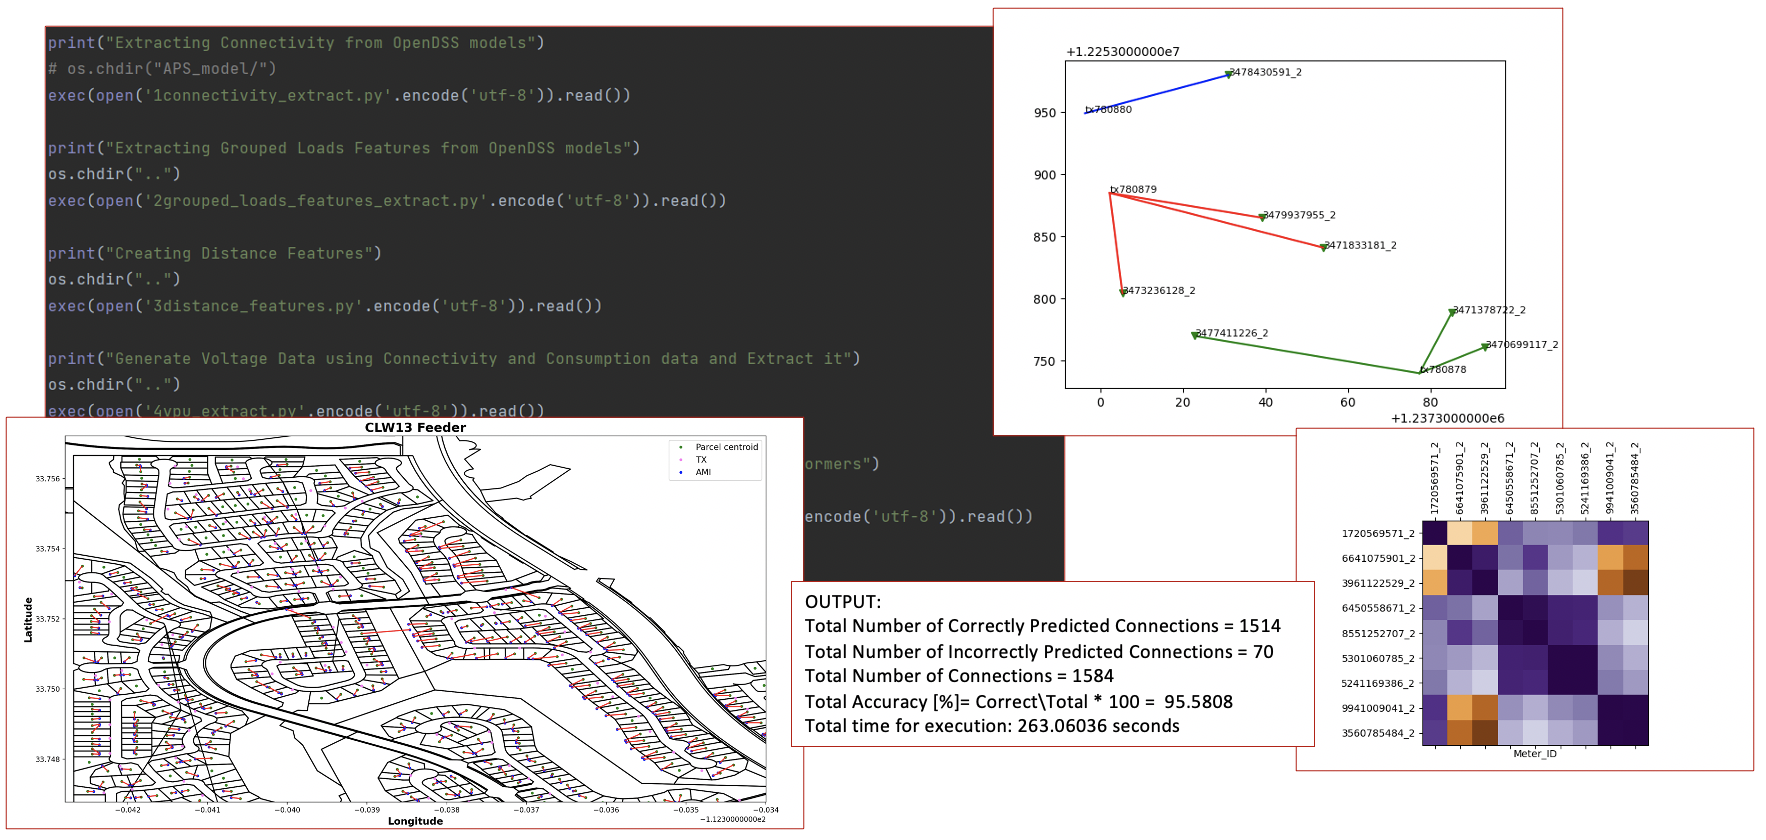 print("Extracting Connectivity from OpenDSS models")
# os.chdir("APS_model/")
exec(open('1connectivity_extract.py'.encode('utf-8')).read())
print("Extracting Grouped Loads Features from OpenDSS models")
os.chdir("..")
exec(open('2grouped_loads_features_extract.py'.encode('utf-8')).read())
print("Creating Distance Features")
os.chdir("..")
exec(open('3distance_features.py'.encode('utf-8')).read())
print("Generate Voltage Data using Connectivity and Consumption data and Extract it")
os.chdir("..")
exec(open('4vpu_extract.py'.encode('utf-8')).read())
ormers")
encode('utf-8')).read())
+1.2253000000e7
3478430591_2
950
tx780880
900
tx780879
3479937955_2
850
3471833181_2
800
3473236128_2
3471378722_2
3477411226_2
3470699117_2
750
tx780878
0 20 40 60 80
+1.2373000000e6
CLW13 Feeder
Parcel centroid
TX
AMI
33.756
33.754
33.752
33.750
33.748
Latitude
−0.042 −0.041 −0.040 −0.039 −0.038 −0.037 −0.036 −0.035 −0.034
Longitude
−1.1230000000e2
OUTPUT:
Total Number of Correctly Predicted Connections = 1514
Total Number of Incorrectly Predicted Connections = 70
Total Number of Connections = 1584
Total Accuracy [%]= Correct\Total * 100 = 95.5808
Total time for execution: 263.06036 seconds
1720569571_2
6641075901_2
3961122529_2
6450558671_2
8551252707_2
5301060785_2
5241169386_2
9941009041_2
3560785484_2
1720569571_2
6641075901_2
3961122529_2
6450558671_2
8551252707_2
5301060785_2
5241169386_2
9941009041_2
3560785484_2
Meter_ID